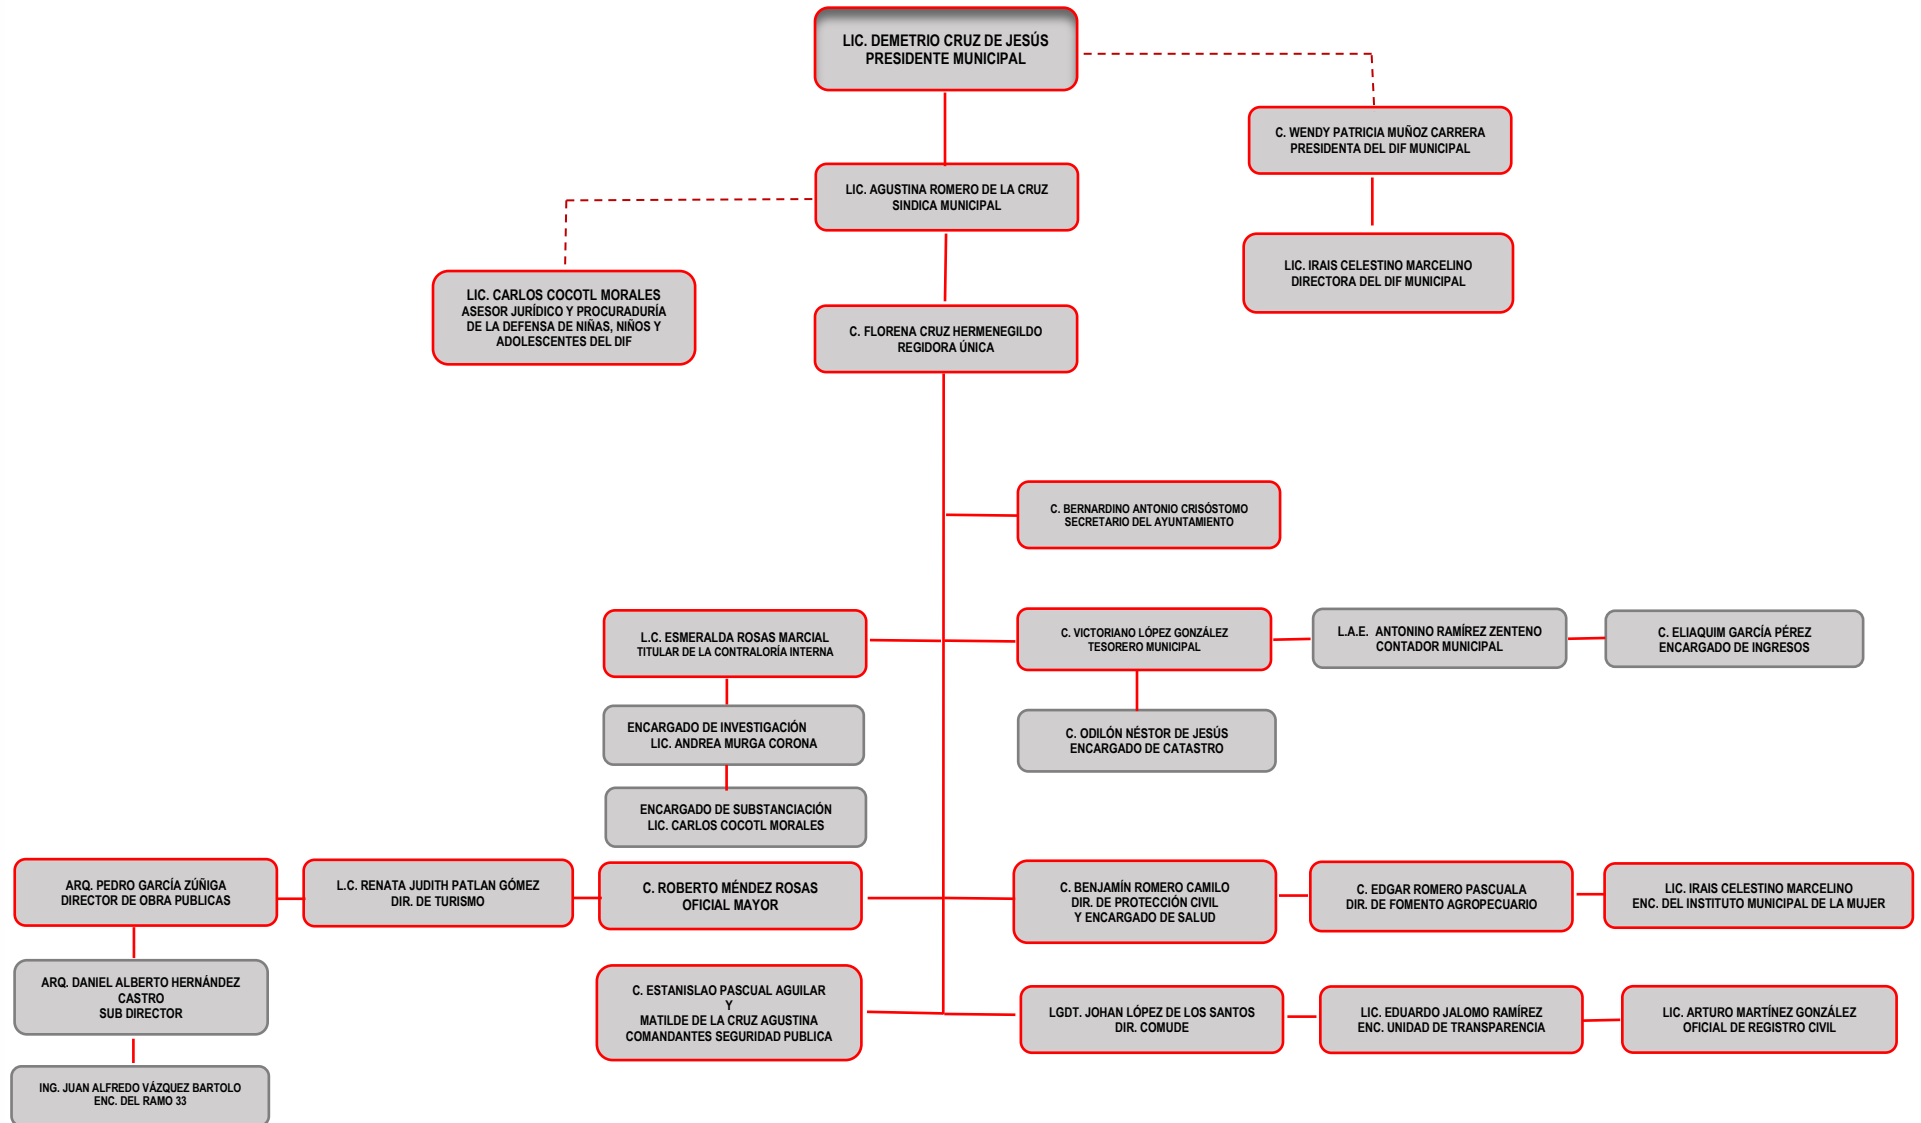 LIC. DEMETRIO CRUZ DE JESÚS
PRESIDENTE MUNICIPAL
C. WENDY PATRICIA MUÑOZ CARRERA
PRESIDENTA DEL DIF MUNICIPAL
LIC. AGUSTINA ROMERO DE LA CRUZ
SINDICA MUNICIPAL
LIC. IRAIS CELESTINO MARCELINO
DIRECTORA DEL DIF MUNICIPAL
LIC. CARLOS COCOTL MORALES
ASESOR JURÍDICO Y PROCURADURÍA
DE LA DEFENSA DE NIÑAS, NIÑOS Y
ADOLESCENTES DEL DIF
C. FLORENA CRUZ HERMENEGILDO
REGIDORA ÚNICA
C. BERNARDINO ANTONIO CRISÓSTOMO
SECRETARIO DEL AYUNTAMIENTO
L.C. ESMERALDA ROSAS MARCIAL
TITULAR DE LA CONTRALORÍA INTERNA
C. VICTORIANO LÓPEZ GONZÁLEZ
TESORERO MUNICIPAL
L.A.E. ANTONINO RAMÍREZ ZENTENO
CONTADOR MUNICIPAL
C. ELIAQUIM GARCÍA PÉREZ
ENCARGADO DE INGRESOS
ENCARGADO DE INVESTIGACIÓN
LIC. ANDREA MURGA CORONA
C. ODILÓN NÉSTOR DE JESÚS
ENCARGADO DE CATASTRO
ENCARGADO DE SUBSTANCIACIÓN
LIC. CARLOS COCOTL MORALES
ARQ. PEDRO GARCÍA ZÚÑIGA
DIRECTOR DE OBRA PUBLICAS
L.C. RENATA JUDITH PATLAN GÓMEZ
DIR. DE TURISMO
C. ROBERTO MÉNDEZ ROSAS
OFICIAL MAYOR
C. BENJAMÍN ROMERO CAMILO
DIR. DE PROTECCIÓN CIVIL
Y ENCARGADO DE SALUD
C. EDGAR ROMERO PASCUALA
DIR. DE FOMENTO AGROPECUARIO
LIC. IRAIS CELESTINO MARCELINO
ENC. DEL INSTITUTO MUNICIPAL DE LA MUJER
ARQ. DANIEL ALBERTO HERNÁNDEZ
CASTRO
SUB DIRECTOR
C. ESTANISLAO PASCUAL AGUILAR
Y
MATILDE DE LA CRUZ AGUSTINA
COMANDANTES SEGURIDAD PUBLICA
LGDT. JOHAN LÓPEZ DE LOS SANTOS
DIR. COMUDE
LIC. EDUARDO JALOMO RAMÍREZ
ENC. UNIDAD DE TRANSPARENCIA
LIC. ARTURO MARTÍNEZ GONZÁLEZ
OFICIAL DE REGISTRO CIVIL
ING. JUAN ALFREDO VÁZQUEZ BARTOLO
ENC. DEL RAMO 33